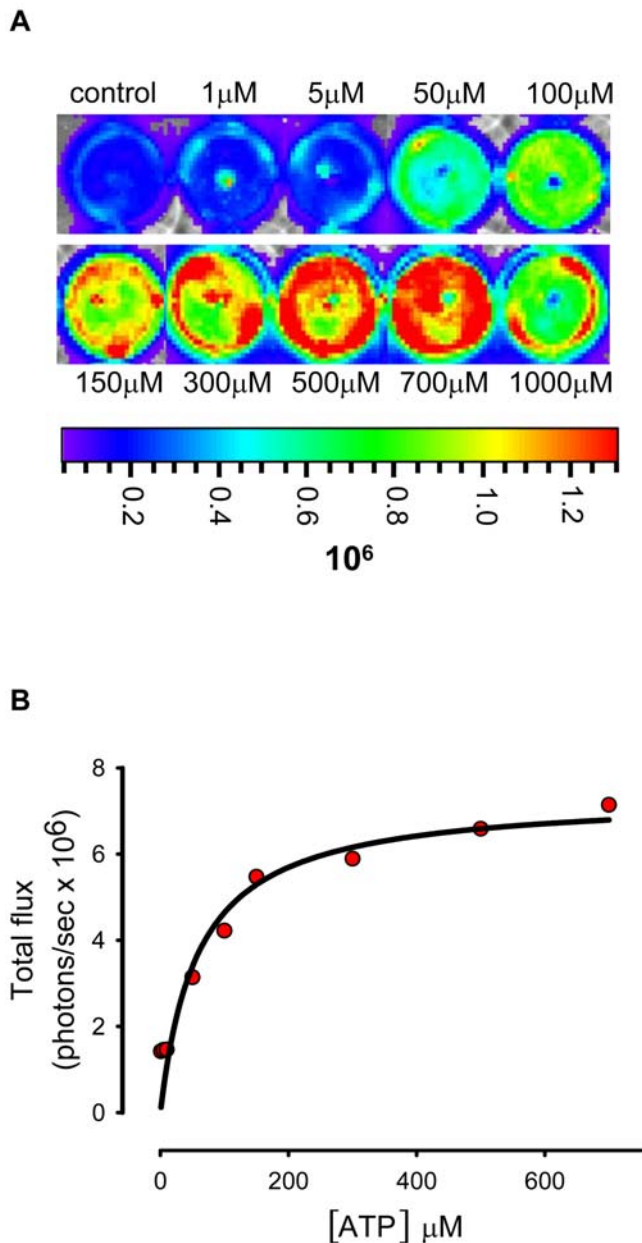 A
control 1μM 5μM 50μM 100μM
150μM 300μM 500μM 700μM 1000μM
0.2 0.4 0.6 0.8 1.0 1.2
10⁶
B
8
6
4
2
0
Total flux
(photons/sec x 10⁶)
0 200 400 600
[ATP] μM